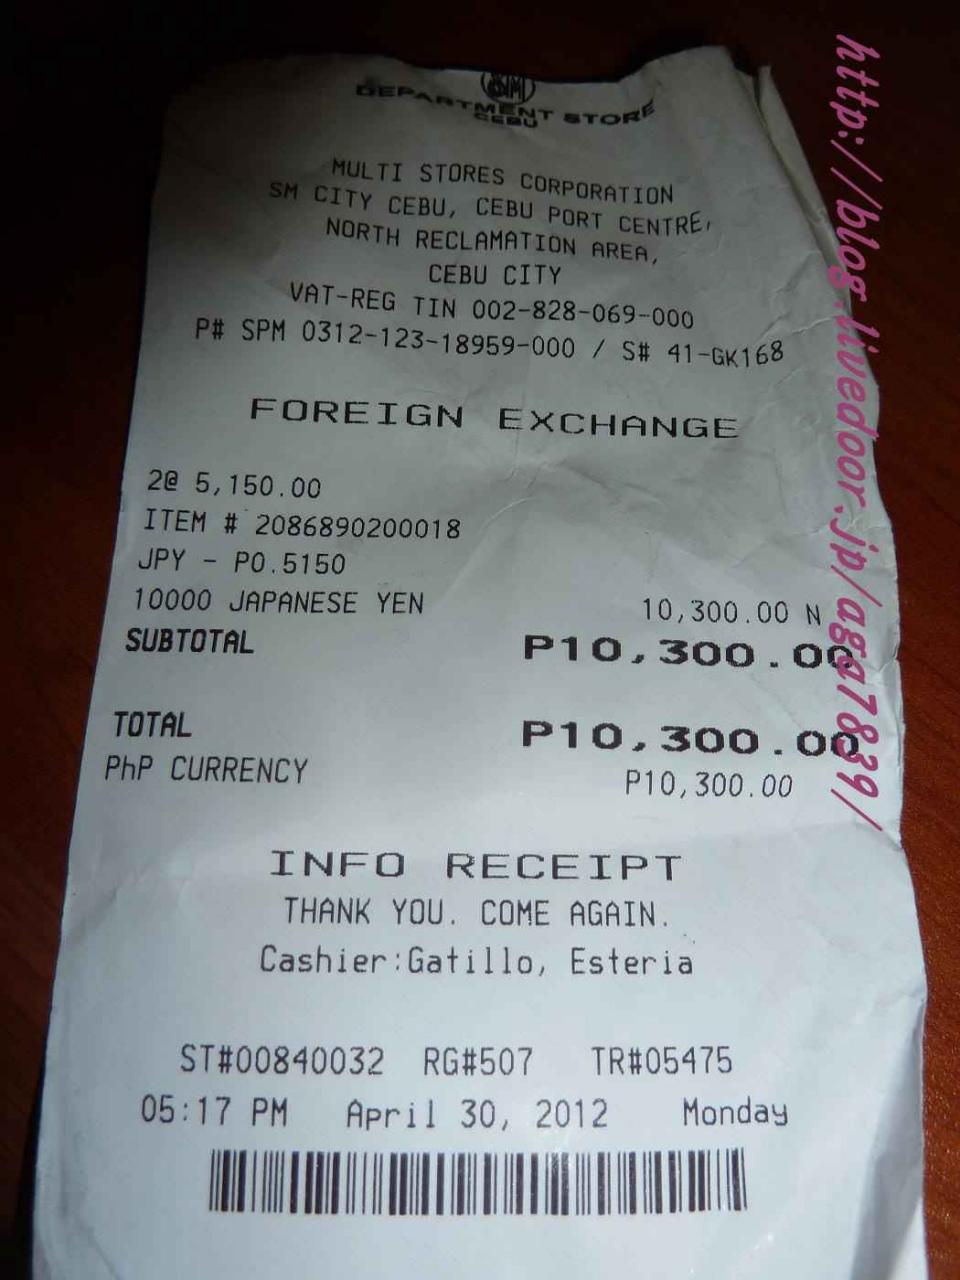 SM
DEPARTMENT STORE
CEBU
MULTI STORES CORPORATION
SM CITY CEBU, CEBU PORT CENTRE,
NORTH RECLAMATION AREA,
CEBU CITY
VAT-REG TIN 002-828-069-000
P# SPM 0312-123-18959-000 / S# 41-GK168
FOREIGN EXCHANGE
2@ 5,150.00
ITEM # 2086890200018
JPY - P0.5150
10000 JAPANESE YEN 10,300.00 N
SUBTOTAL P10,300.00
TOTAL P10,300.00
PhP CURRENCY P10,300.00
INFO RECEIPT
THANK YOU. COME AGAIN.
Cashier:Gatillo, Esteria
ST#00840032 RG#507 TR#05475
05:17 PM April 30, 2012 Monday
http://blog.livedoor.jp/aga7839/